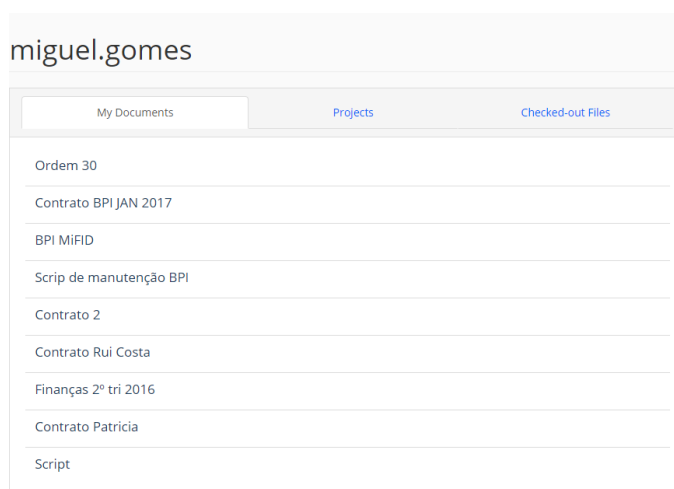 miguel.gomes
My Documents
Projects
Checked-out Files
Ordem 30
Contrato BPI JAN 2017
BPI MiFID
Scrip de manutenção BPI
Contrato 2
Contrato Rui Costa
Finanças 2º tri 2016
Contrato Patricia
Script